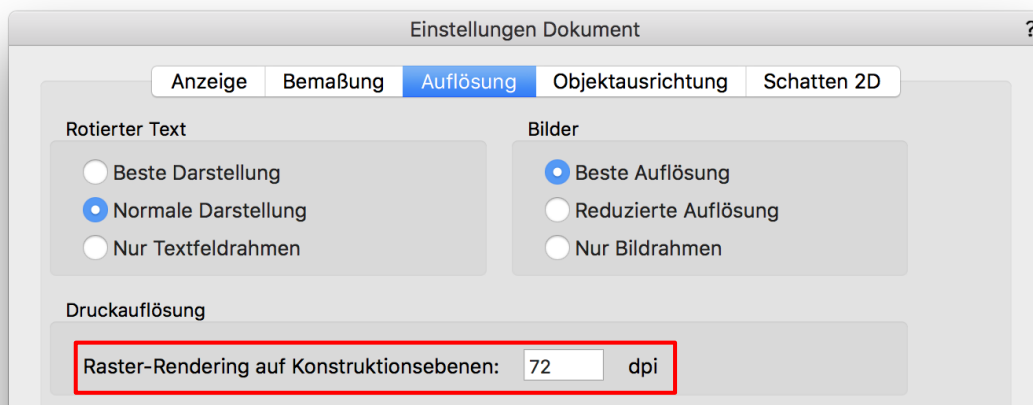 Einstellungen Dokument
?
Anzeige Bemaßung Auflösung Objektausrichtung Schatten 2D
Rotierter Text
Beste Darstellung
Normale Darstellung
Nur Textfeldrahmen
Bilder
Beste Auflösung
Reduzierte Auflösung
Nur Bildrahmen
Druckauflösung
Raster-Rendering auf Konstruktionsebenen: 72 dpi